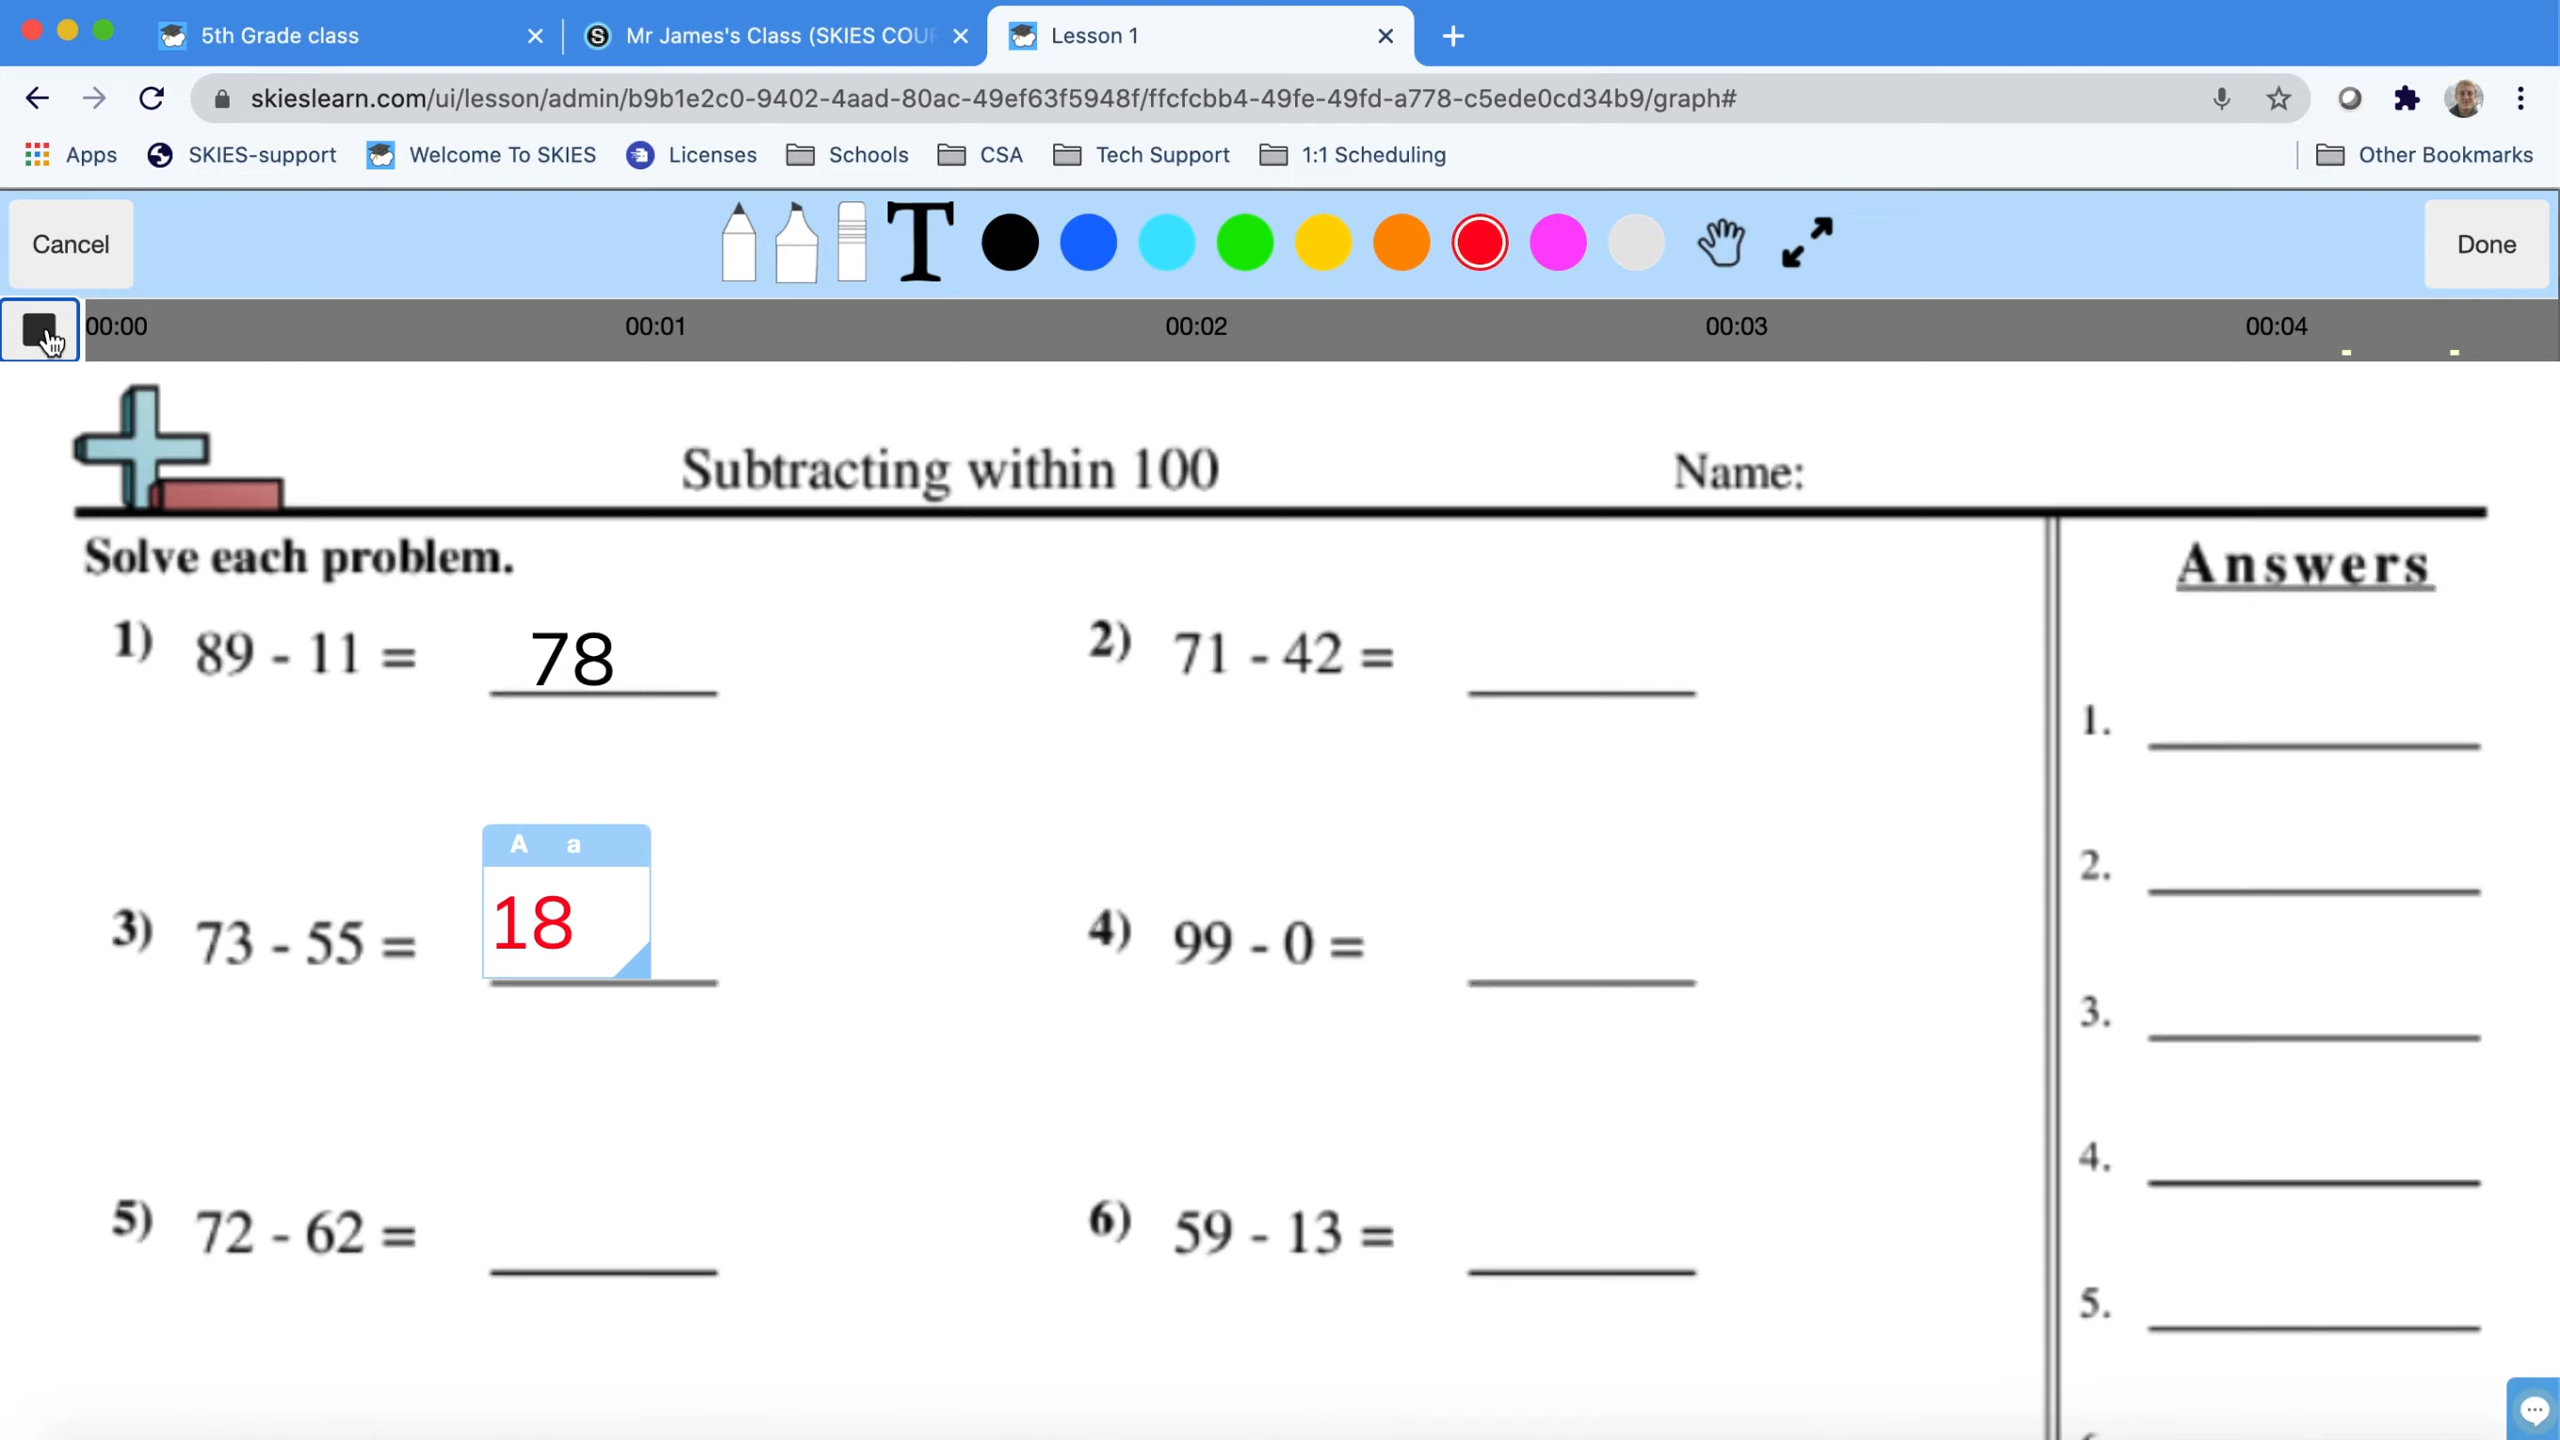 5th Grade class
Mr James's Class (SKIES COUR
Lesson 1
skieslearn.com/ui/lesson/admin/b9b1e2c0-9402-4aad-80ac-49ef63f5948f/ffcfcbb4-49fe-49fd-a778-c5ede0cd34b9/graph#
Apps SKIES-support Welcome To SKIES Licenses Schools CSA Tech Support 1:1 Scheduling Other Bookmarks
Cancel T Done
00:00 00:01 00:02 00:03 00:04
Subtracting within 100 Name:
Solve each problem. Answers
1) 89 - 11 = 78 2) 71 - 42 =
1.
A a
2.
3) 73 - 55 = 18 4) 99 - 0 =
3.
4.
5) 72 - 62 = 6) 59 - 13 =
5.